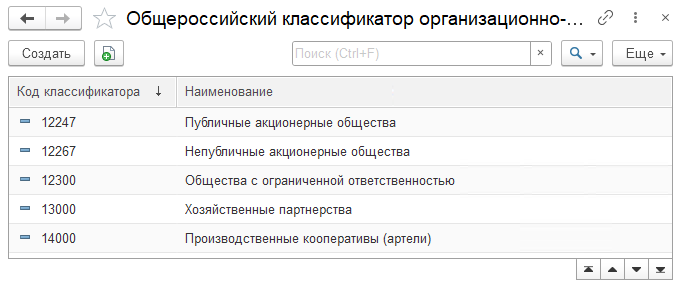 Общероссийский классификатор организационно-...
Создать
Поиск (Ctrl+F)
×
Еще
Код классификатора ↓ Наименование
12247 Публичные акционерные общества
12267 Непубличные акционерные общества
12300 Общества с ограниченной ответственностью
13000 Хозяйственные партнерства
14000 Производственные кооперативы (артели)